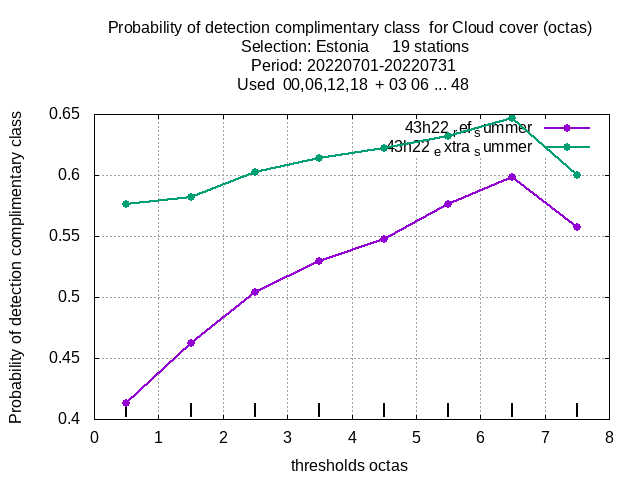 Probability of detection complimentary class  for Cloud cover (octas)
Selection: Estonia     19 stations
Period: 20220701-20220731
Used  00,06,12,18  + 03 06 ... 48
Probability of detection complimentary class
0.65
0.6
0.55
0.5
0.45
0.4
43h22_ref_summer
43h22_extra_summer
0 1 2 3 4 5 6 7 8
thresholds octas